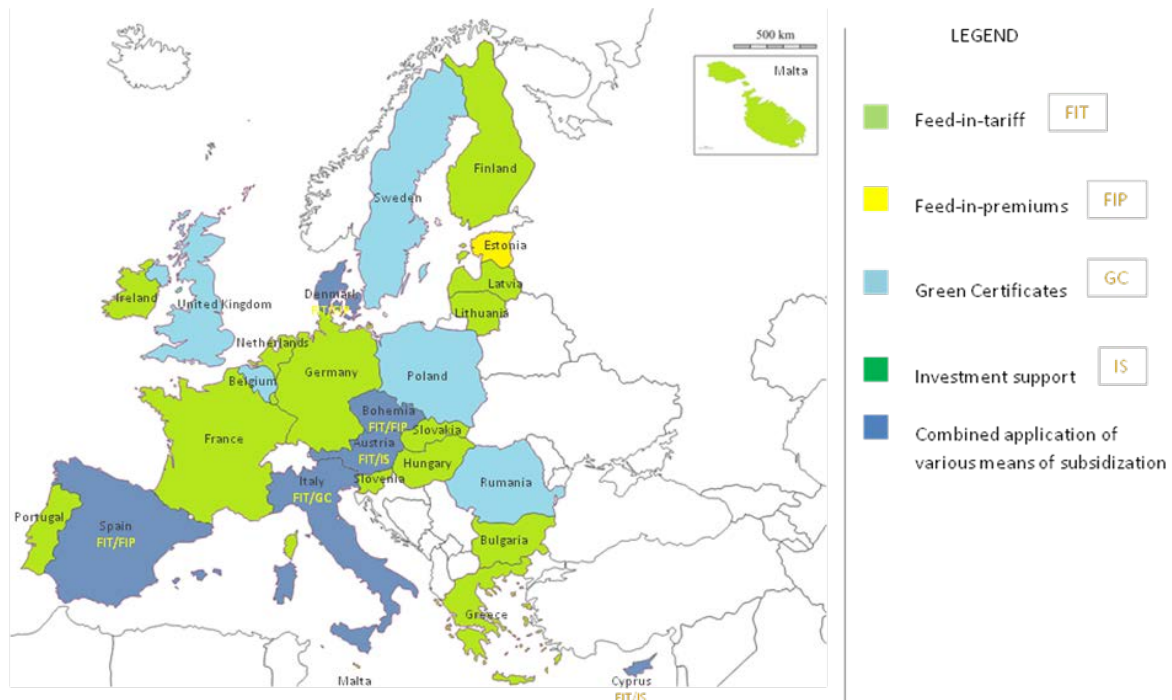 500 km
Malta
Finland
Sweden
Estonia
Latvia
Lithuania
Denmark
Ireland
United Kingdom
Netherlands
Belgium
Germany
Poland
Bohemia
FIT/FIP
Slovakia
Austria
FIT/IS
Hungary
France
Slovenia
Italy
FIT/GC
Rumania
Portugal
Spain
FIT/FIP
Bulgaria
Greece
Malta
Cyprus
FIT/IS
LEGEND
Feed-in-tariff FIT
Feed-in-premiums FIP
Green Certificates GC
Investment support IS
Combined application of
various means of subsidization